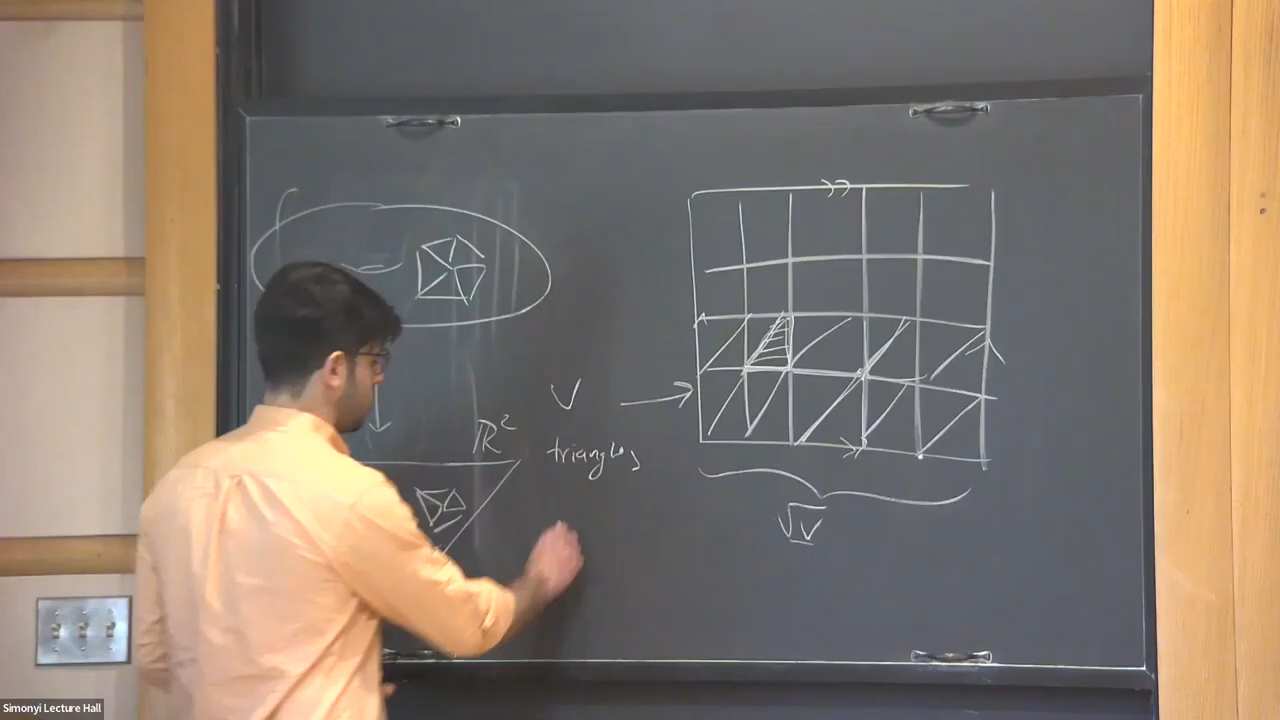 ℝ²
V
triangles
√V
Simonyi Lecture Hall